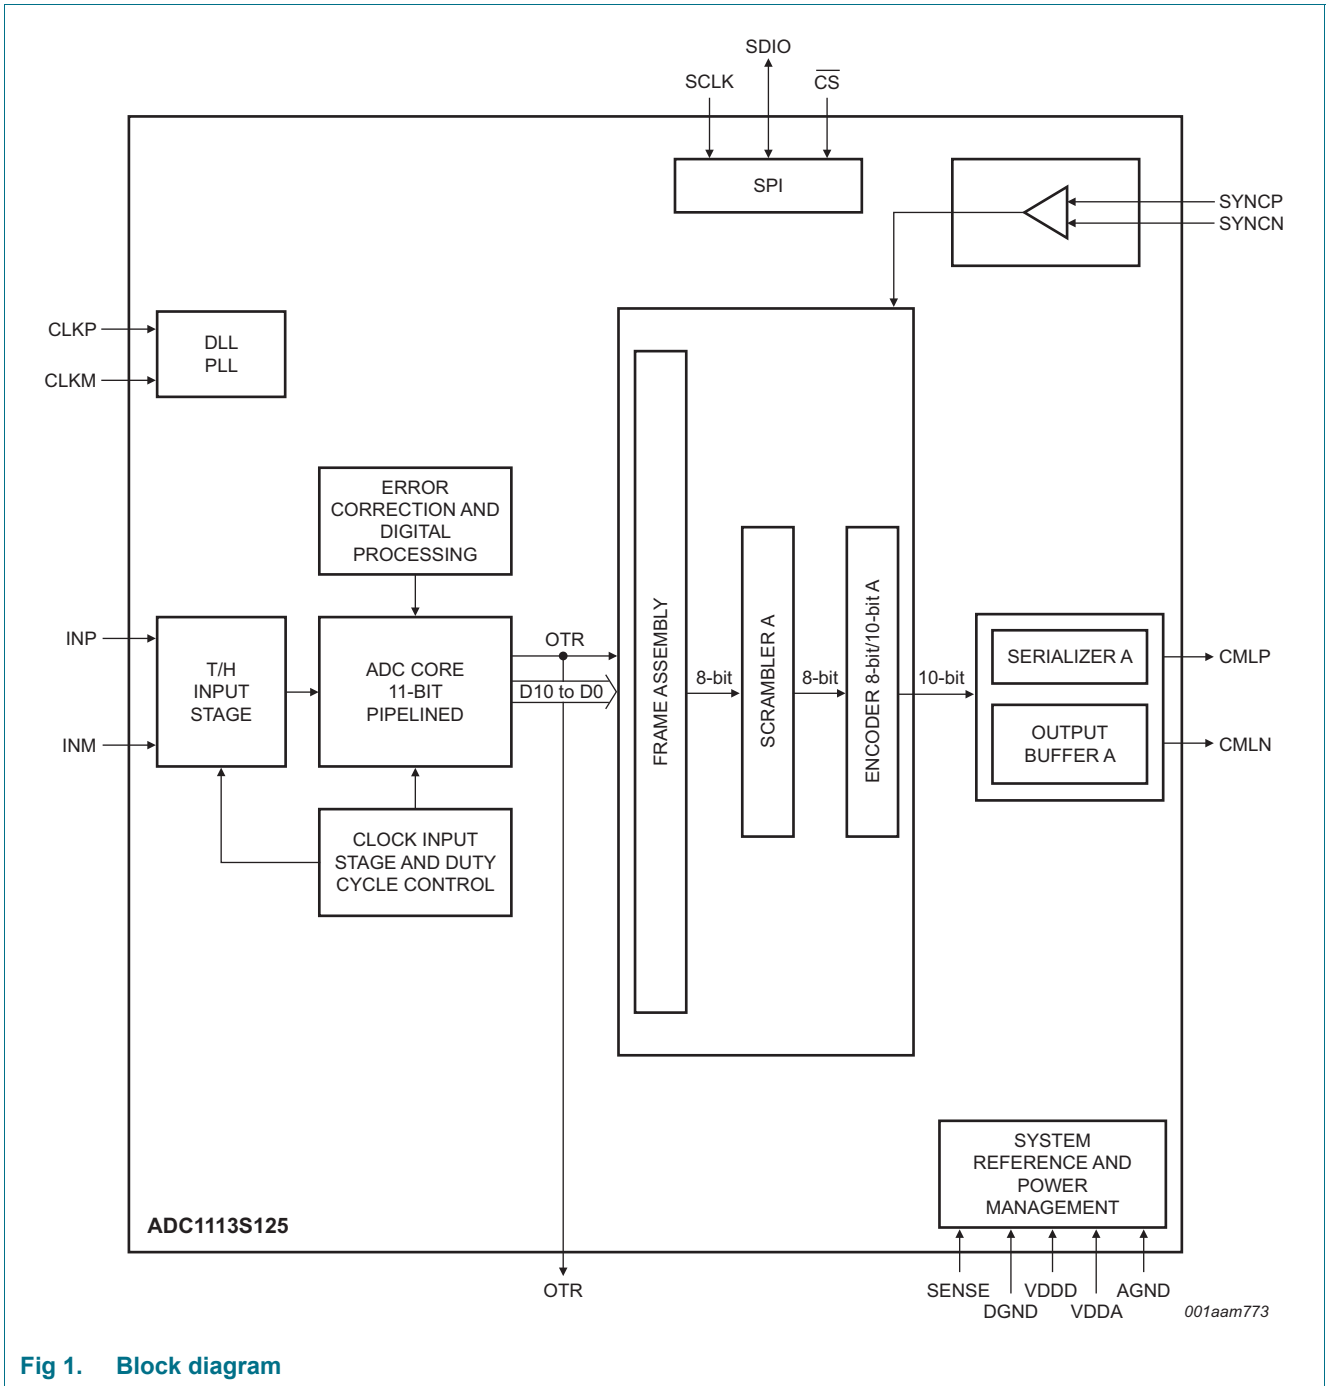 SDIO
SCLK
CS
SPI
SYNCP
SYNCN
CLKP
CLKM
DLL
PLL
ERROR
CORRECTION AND
DIGITAL
PROCESSING
INP
INM
T/H
INPUT
STAGE
ADC CORE
11-BIT
PIPELINED
OTR
D10 to D0
CLOCK INPUT
STAGE AND DUTY
CYCLE CONTROL
FRAME ASSEMBLY
8-bit
SCRAMBLER A
8-bit
ENCODER 8-bit/10-bit A
10-bit
SERIALIZER A
OUTPUT
BUFFER A
CMLP
CMLN
SYSTEM
REFERENCE AND
POWER
MANAGEMENT
ADC1113S125
OTR
SENSE
DGND
VDDD
VDDA
AGND
001aam773
Fig 1. Block diagram